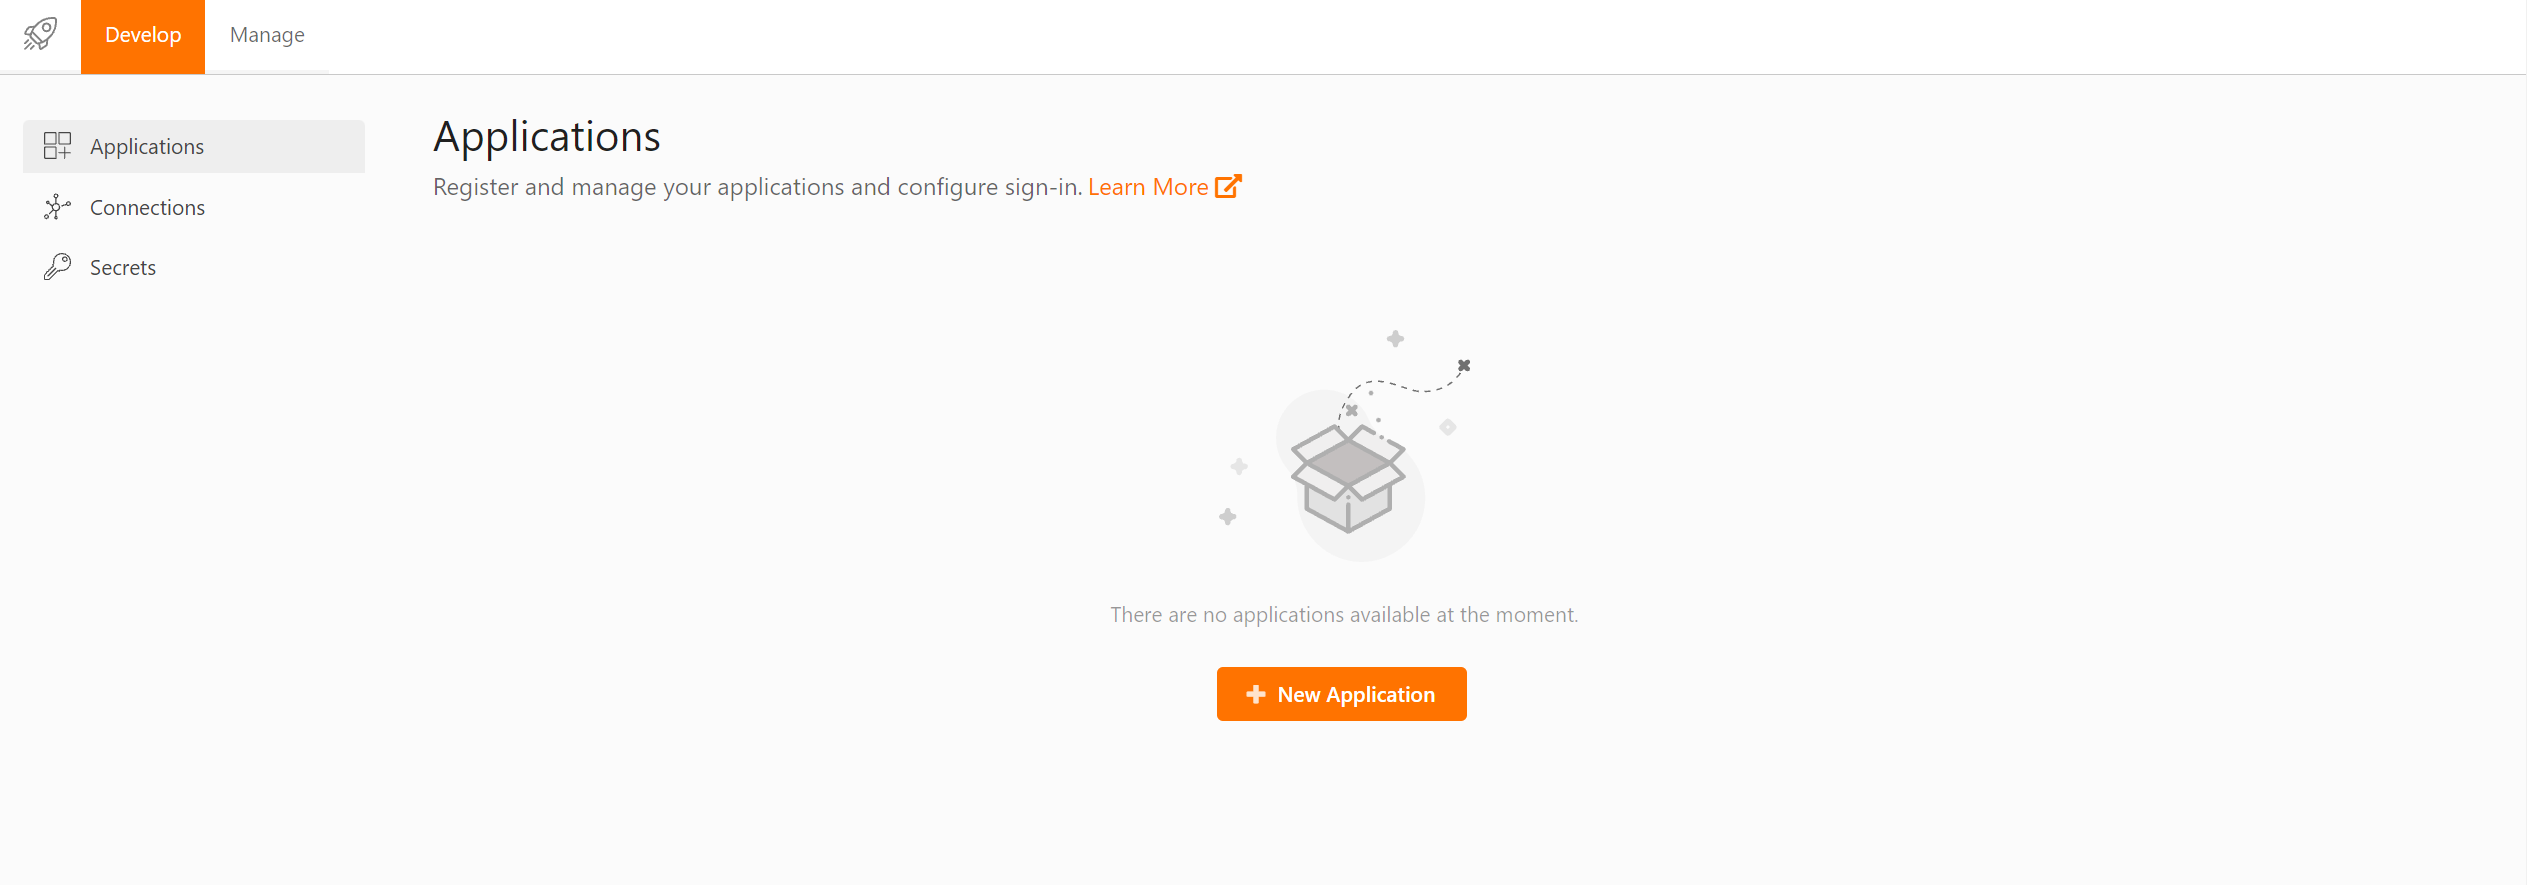 Develop
Manage
Applications
Connections
Secrets
Applications
Register and manage your applications and configure sign-in. Learn More
There are no applications available at the moment.
New Application